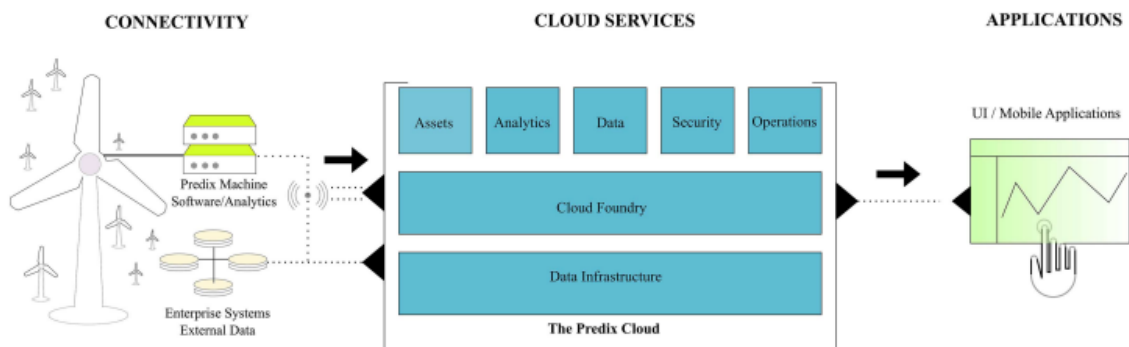 CONNECTIVITY
CLOUD SERVICES
APPLICATIONS
Predix Machine
Software/Analytics
Enterprise Systems
External Data
Assets
Analytics
Data
Security
Operations
Cloud Foundry
Data Infrastructure
The Predix Cloud
UI / Mobile Applications